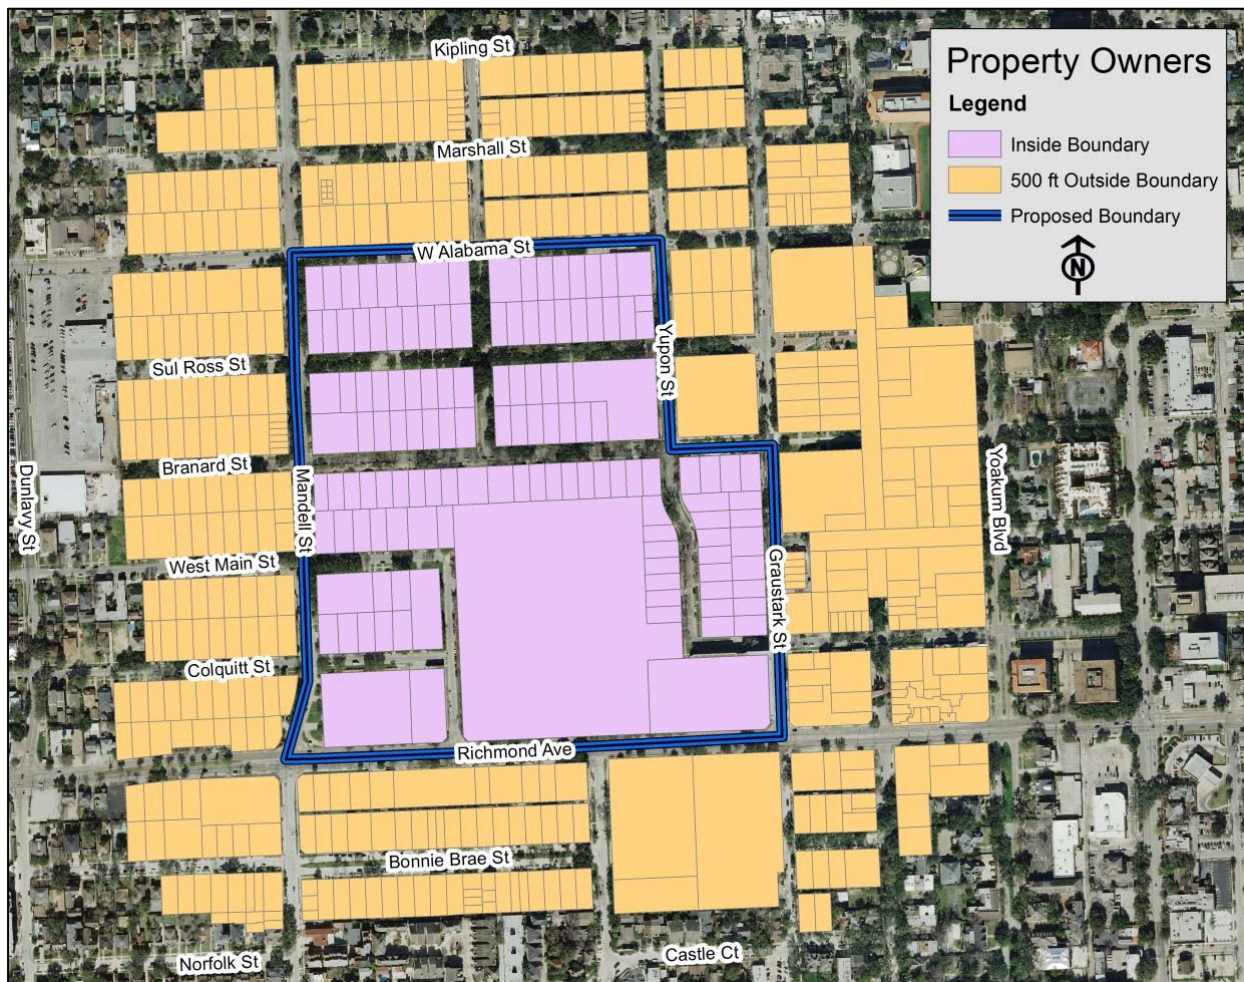 Kipling St
Property Owners
Legend
Inside Boundary
500 ft Outside Boundary
Proposed Boundary
N
Marshall St
W Alabama St
Sul Ross St
Yupon St
Branard St
Mandell St
Dunlavy St
Yoakum Blvd
West Main St
Graustark St
Colquitt St
Richmond Ave
Bonnie Brae St
Norfolk St
Castle Ct